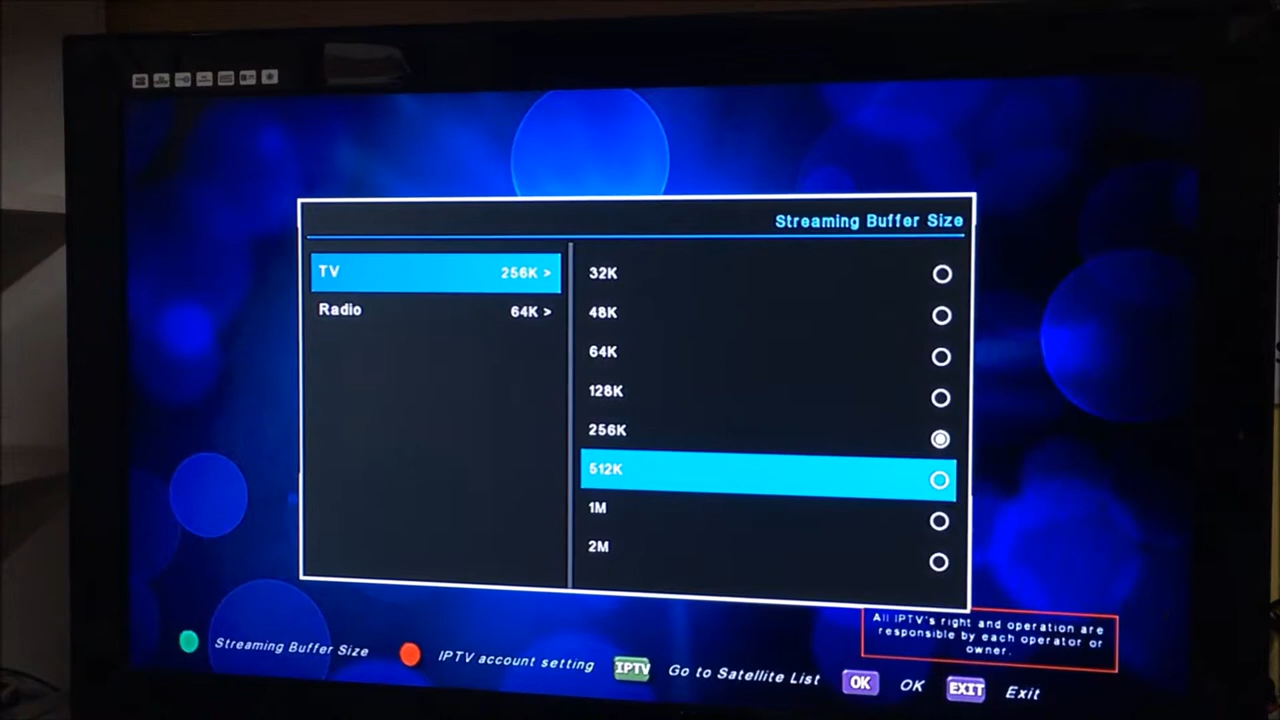 Streaming Buffer Size
TV 256K >
Radio 64K >
32K
48K
64K
128K
256K
512K
1M
2M
All IPTV's right and operation are
responsible by each operator or
owner.
Streaming Buffer Size
IPTV account setting
IPTV Go to Satellite List
OK OK
EXIT Exit